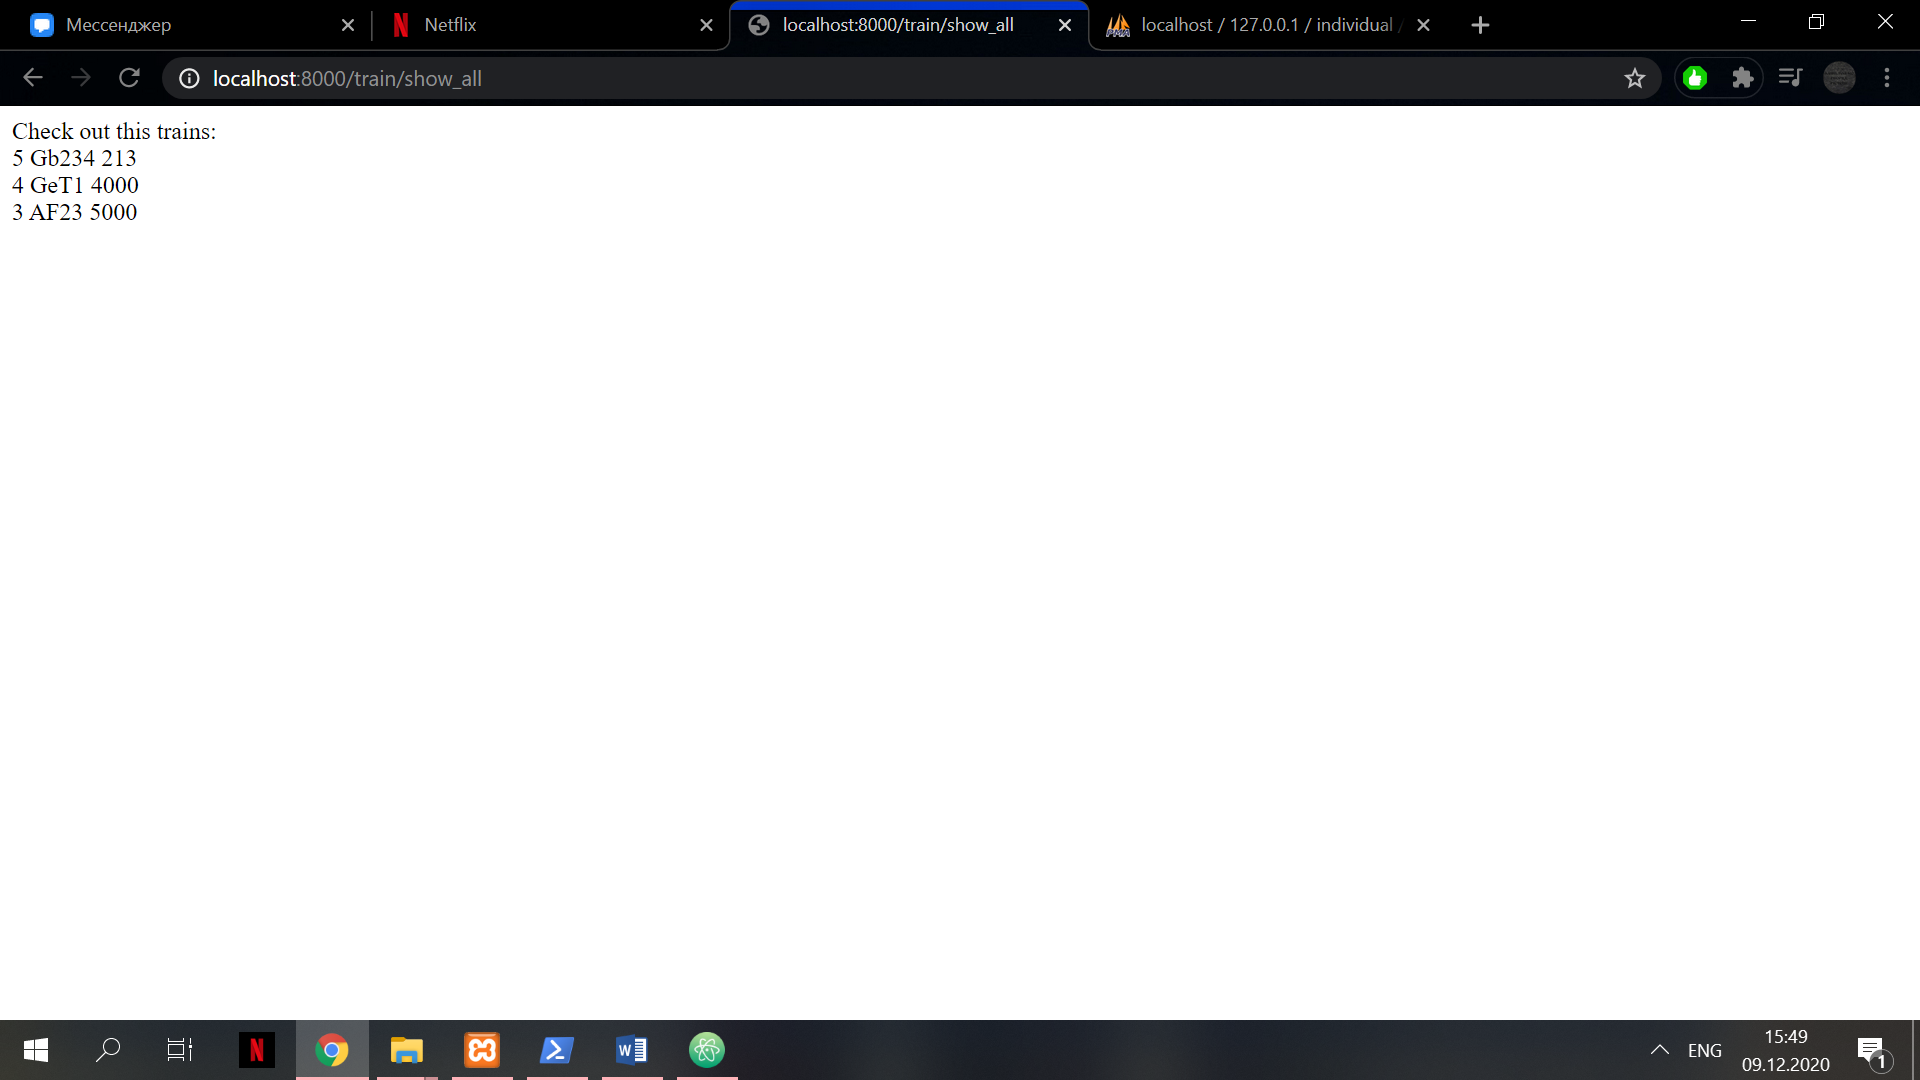 Мессенджер
Netflix
localhost:8000/train/show_all
localhost / 127.0.0.1 / individual /
localhost:8000/train/show_all
Check out this trains:
5 Gb234 213
4 GeT1 4000
3 AF23 5000
ENG
15:49
09.12.2020
1